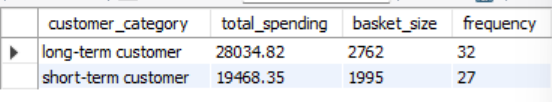 customer_category total_spending basket_size frequency
long-term customer 28034.82 2762 32
short-term customer 19468.35 1995 27